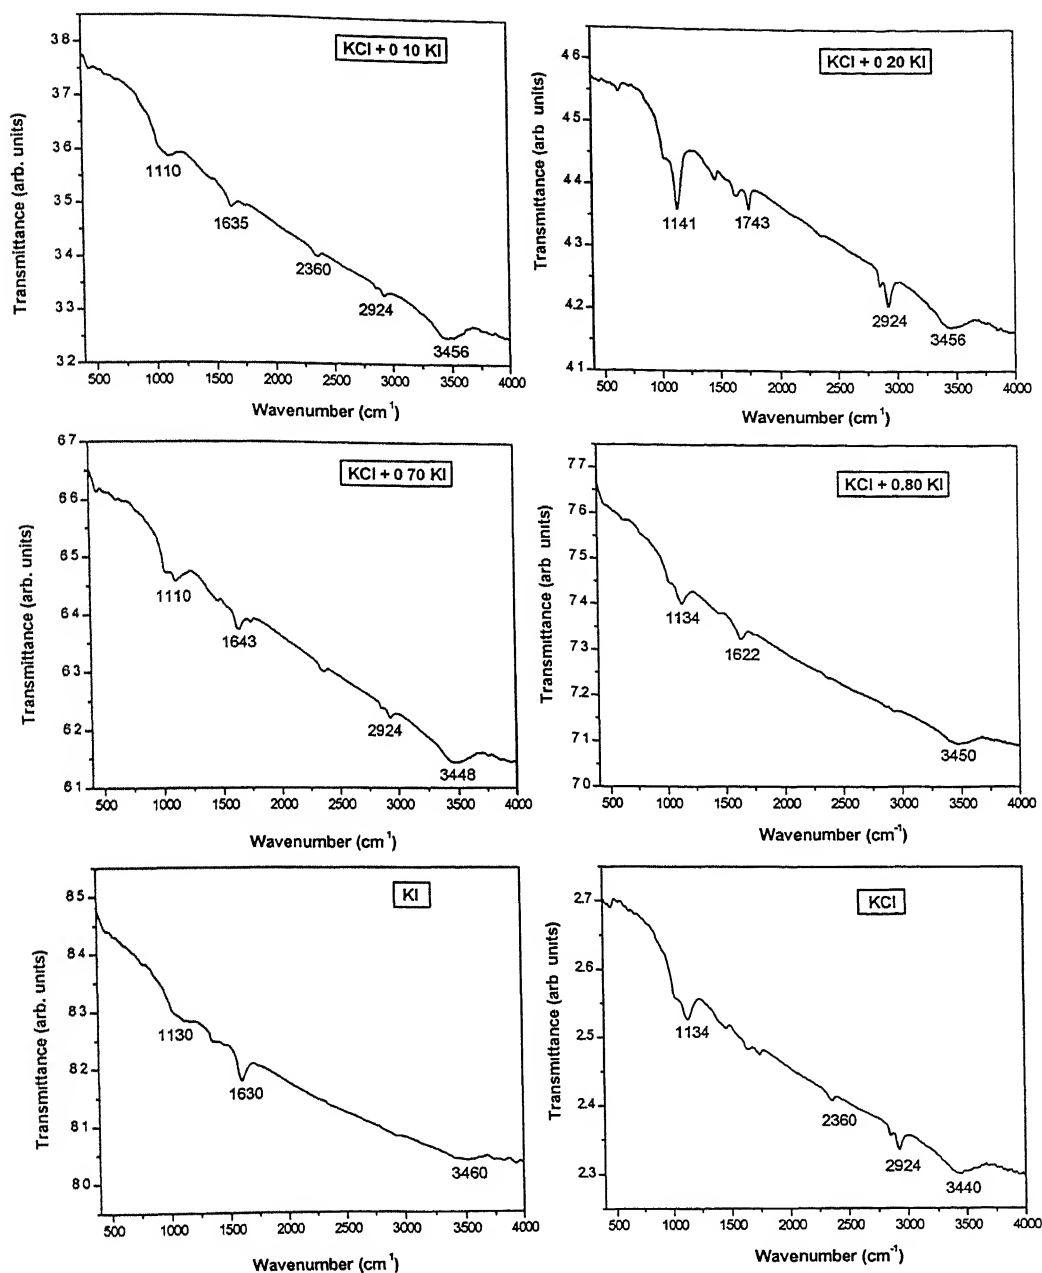 KCl + 0 10 KI
Transmittance (arb. units)
38
37
36
35
34
33
32
1110
1635
2360
2924
3456
500 1000 1500 2000 2500 3000 3500 4000
Wavenumber (cm¹)
KCl + 0 20 KI
Transmittance (arb units)
46
45
44
43
42
41
1141
1743
2924
3456
500 1000 1500 2000 2500 3000 3500 4000
Wavenumber (cm¹)
KCl + 0 70 KI
Transmittance (arb. units)
67
66
65
64
63
62
61
1110
1643
2924
3448
500 1000 1500 2000 2500 3000 3500 4000
Wavenumber (cm¹)
KCl + 0.80 KI
Transmittance (arb units)
77
76
75
74
73
72
71
70
1134
1622
3450
500 1000 1500 2000 2500 3000 3500 4000
Wavenumber (cm⁻¹)
KI
Transmittance (arb. units)
85
84
83
82
81
80
1130
1630
3460
500 1000 1500 2000 2500 3000 3500 4000
Wavenumber (cm¹)
KCl
Transmittance (arb units)
2.7
2.6
2.5
2.4
2.3
1134
2360
2924
3440
500 1000 1500 2000 2500 3000 3500 4000
Wavenumber (cm⁻¹)